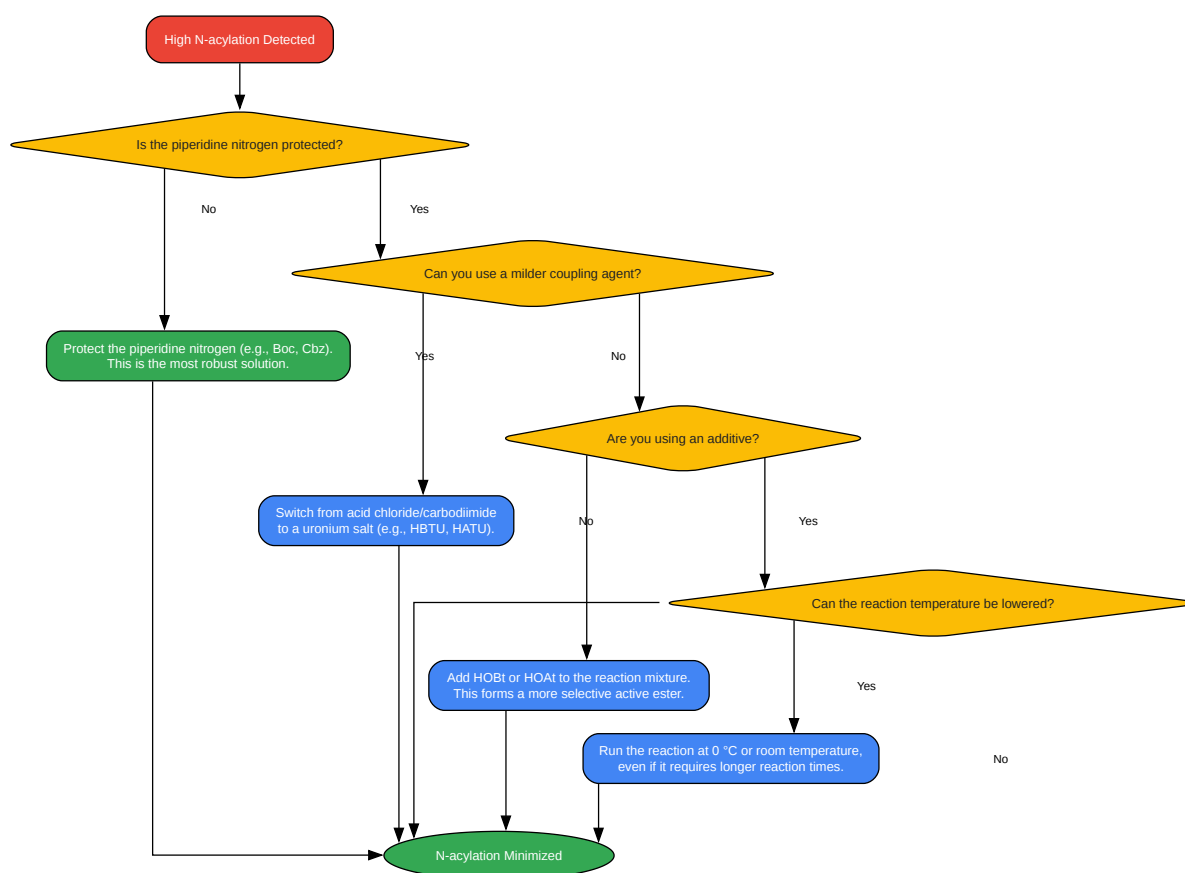 High N-acylation Detected
Is the piperidine nitrogen protected?
No
Yes
Can you use a milder coupling agent?
Protect the piperidine nitrogen (e.g., Boc, Cbz).
This is the most robust solution.
Yes
No
Are you using an additive?
Switch from acid chloride/carbodiimide
to a uronium salt (e.g., HBTU, HATU).
No
Yes
Can the reaction temperature be lowered?
Add HOBt or HOAt to the reaction mixture.
This forms a more selective active ester.
Yes
Run the reaction at 0 °C or room temperature,
even if it requires longer reaction times.
No
N-acylation Minimized